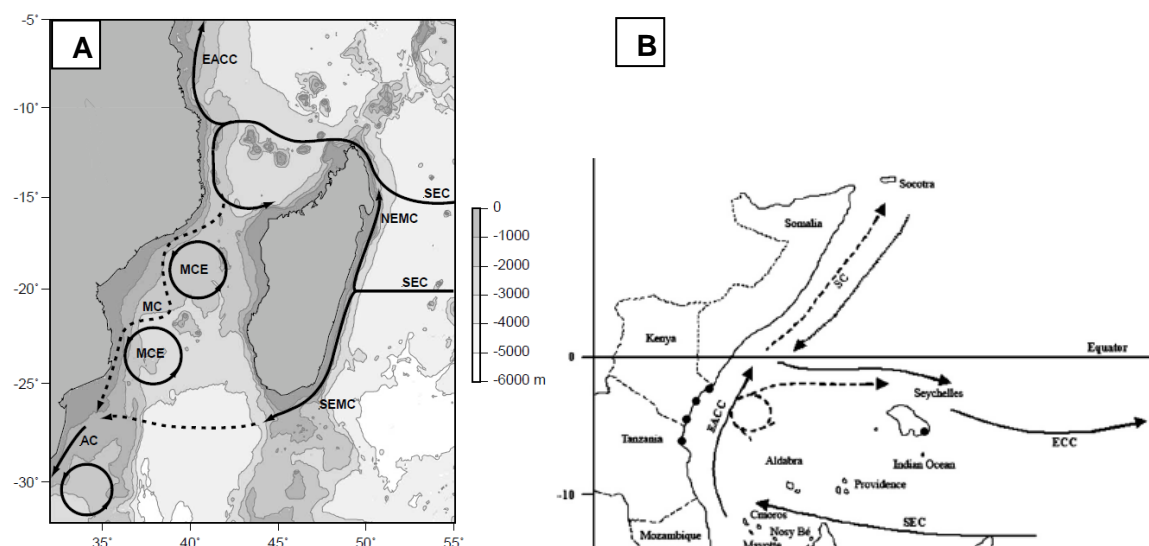 A
-5°
-10°
-15°
-20°
-25°
-30°
35°
40°
45°
50°
55°
EACC
SEC
NEMC
SEC
MCE
MC
MCE
SEMC
AC
0
-1000
-2000
-3000
-4000
-5000
-6000 m
B
Socotra
Somalia
SC
Kenya
0
Equator
Seychelles
EACC
Tanzania
ECC
Aldabra
Indian Ocean
Providence
-10
SEC
Cmoros
Nosy Bé
Mozambique